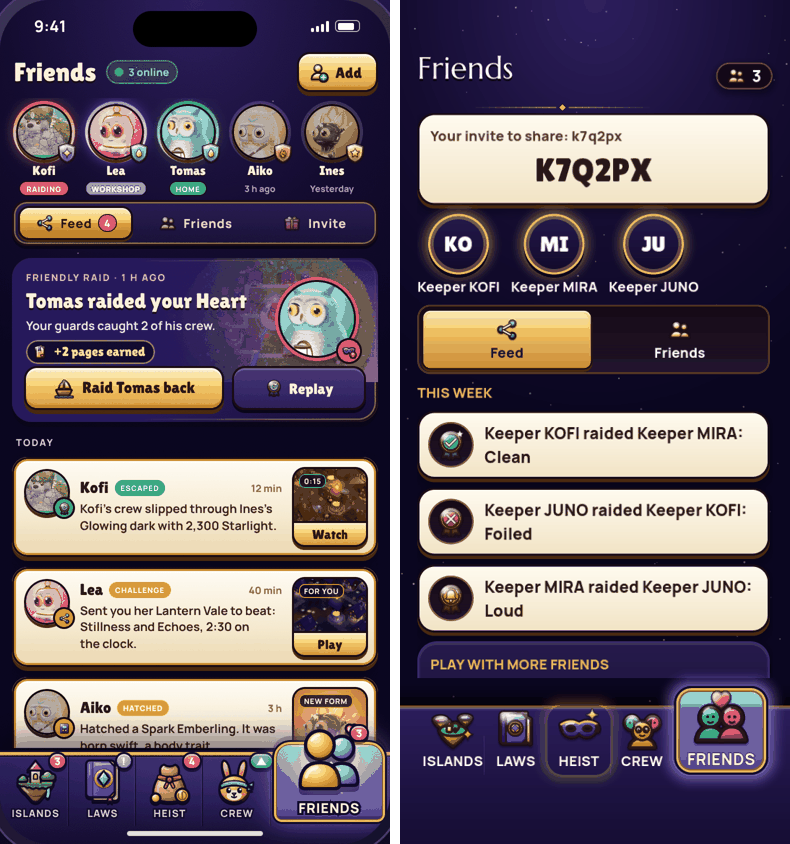 9:41
Friends
3 online
Add
Kofi
Lea
Tomas
Aiko
Ines
RAIDING
WORKSHOP
HOME
3 h ago
Yesterday
Feed 4
Friends
Invite
FRIENDLY RAID · 1 H AGO
Tomas raided your Heart
Your guards caught 2 of his crew.
+2 pages earned
Raid Tomas back
Replay
TODAY
Kofi ESCAPED 12 min
Kofi's crew slipped through Ines's
Glowing dark with 2,300 Starlight.
0:15
Watch
Lea CHALLENGE 40 min
Sent you her Lantern Vale to beat:
Stillness and Echoes, 2:30 on
the clock.
FOR YOU
Play
Aiko HATCHED 3 h
Hatched a Spark Emberling. It was
born swift, a body trait
NEW FORM
3
!
4
3
ISLANDS
LAWS
HEIST
CREW
FRIENDS
Friends
3
Your invite to share: k7q2px
K7Q2PX
KO
MI
JU
Keeper KOFI
Keeper MIRA
Keeper JUNO
Feed
Friends
THIS WEEK
Keeper KOFI raided Keeper MIRA:
Clean
Keeper JUNO raided Keeper KOFI:
Foiled
Keeper MIRA raided Keeper JUNO:
Loud
PLAY WITH MORE FRIENDS
ISLANDS
LAWS
HEIST
CREW
FRIENDS